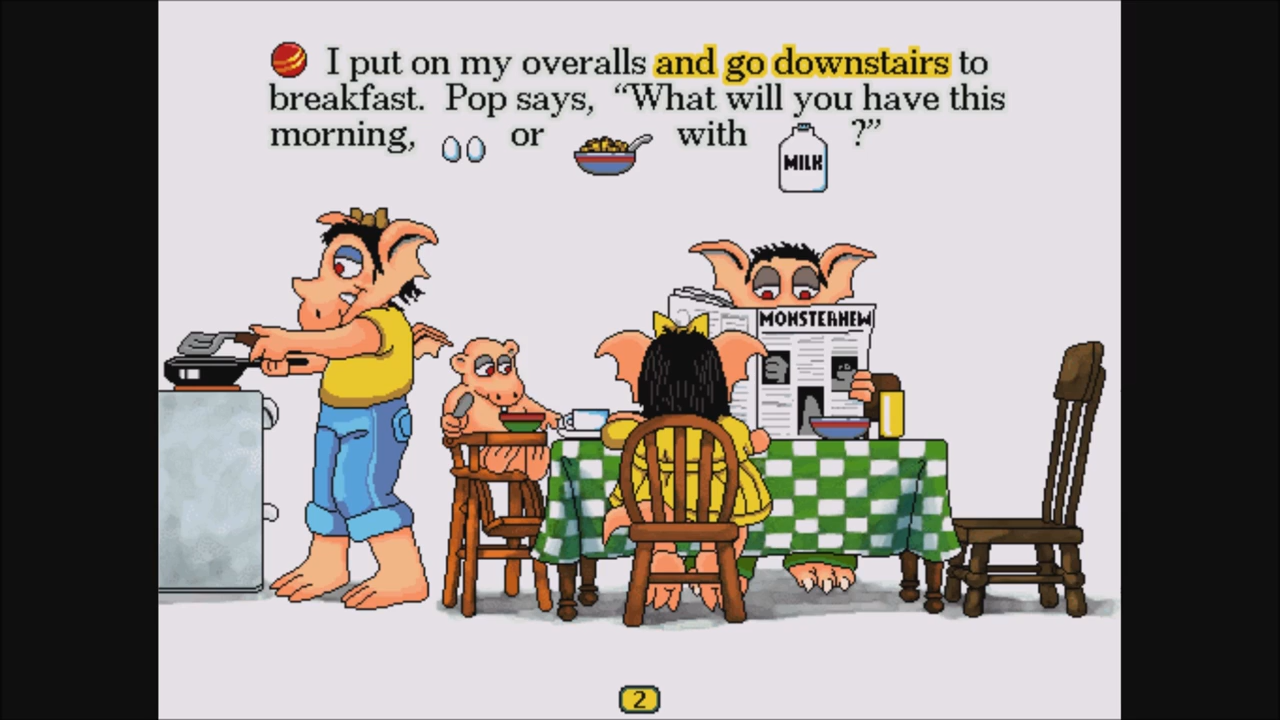 I put on my overalls and go downstairs to
breakfast. Pop says, “What will you have this
morning, or with ?”
MILK
MONSTERNEW
2